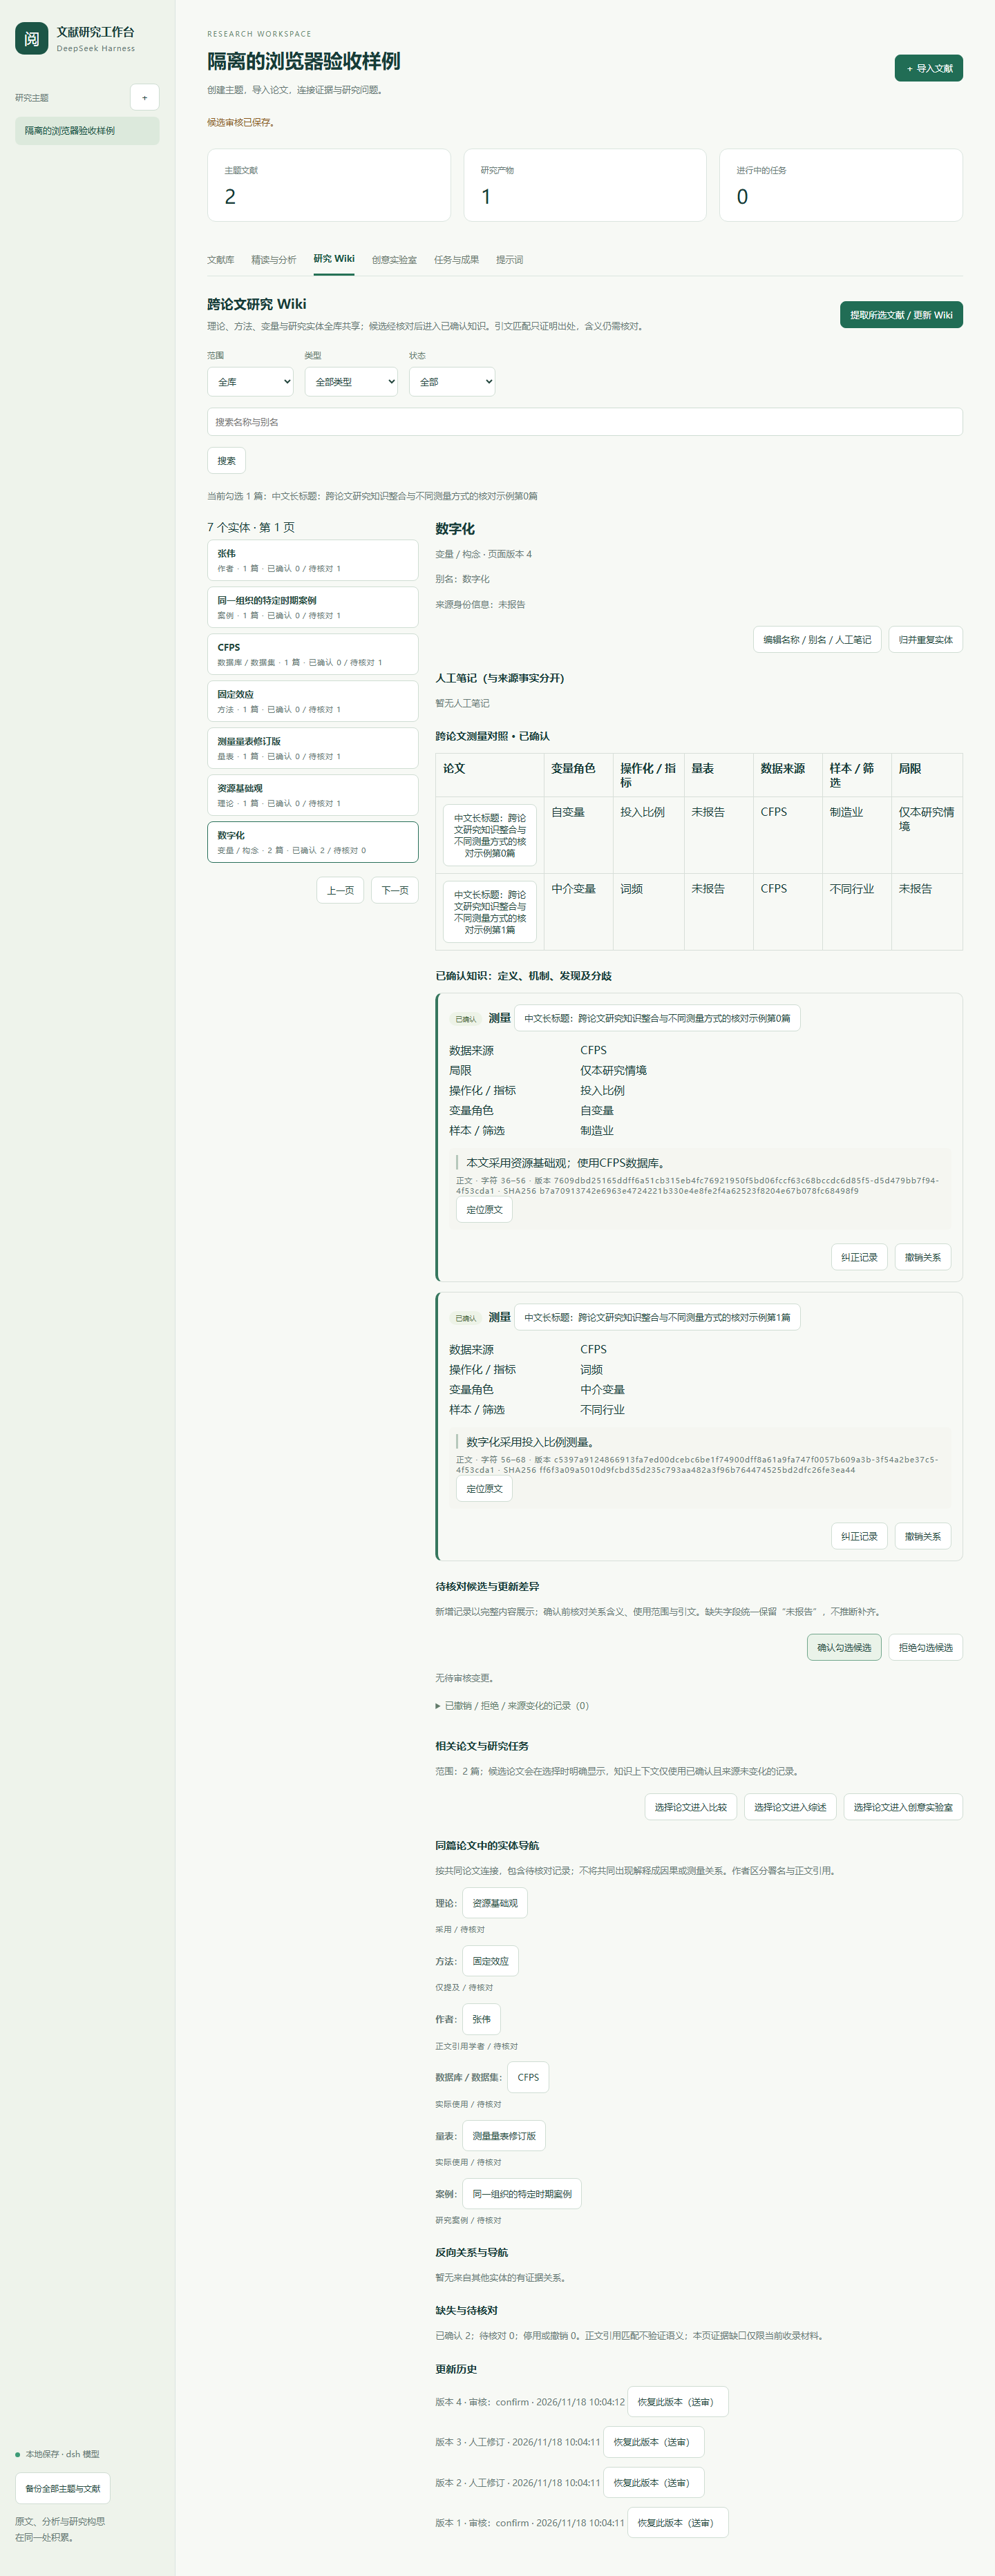 阅
文献研究工作台
DeepSeek Harness
研究主题
+
隔离的浏览器验收样例
RESEARCH WORKSPACE
隔离的浏览器验收样例
创建主题，导入论文，连接证据与研究问题。
+ 导入文献
候选审核已保存。
主题文献
2
研究产物
1
进行中的任务
0
文献库 精读与分析 研究 Wiki 创意实验室 任务与成果 提示词
跨论文研究 Wiki
理论、方法、变量与研究实体全库共享；候选经核对后进入已确认知识。引文匹配只证明出处，含义仍需核对。
提取所选文献 / 更新 Wiki
范围 类型 状态
全库 全部类型 全部
搜索名称与别名
搜索
当前勾选 1 篇：中文长标题：跨论文研究知识整合与不同测量方式的核对示例第0篇
7 个实体 · 第 1 页
张伟
作者 · 1 篇 · 已确认 0 / 待核对 1
同一组织的特定时期案例
案例 · 1 篇 · 已确认 0 / 待核对 1
CFPS
数据库 / 数据集 · 1 篇 · 已确认 0 / 待核对 1
固定效应
方法 · 1 篇 · 已确认 0 / 待核对 1
测量量表修订版
量表 · 1 篇 · 已确认 0 / 待核对 1
资源基础观
理论 · 1 篇 · 已确认 0 / 待核对 1
数字化
变量 / 构念 · 2 篇 · 已确认 2 / 待核对 0
上一页 下一页
数字化
变量 / 构念 · 页面版本 4
别名：数字化
来源身份信息：未报告
编辑名称 / 别名 / 人工笔记 归并重复实体
人工笔记（与来源事实分开）
暂无人工笔记
跨论文测量对照 · 已确认
论文 变量角色 操作化 / 指标 量表 数据来源 样本 / 筛选 局限
中文长标题：跨论文研究知识整合与不同测量方式的核对示例第0篇 自变量 投入比例 未报告 CFPS 制造业 仅本研究情境
中文长标题：跨论文研究知识整合与不同测量方式的核对示例第1篇 中介变量 词频 未报告 CFPS 不同行业 未报告
已确认知识：定义、机制、发现及分歧
已确认 测量 中文长标题：跨论文研究知识整合与不同测量方式的核对示例第0篇
数据来源 CFPS
局限 仅本研究情境
操作化 / 指标 投入比例
变量角色 自变量
样本 / 筛选 制造业
本文采用资源基础观；使用CFPS数据库。
正文 · 字符 36–56 · 版本 7609dbd25165ddff6a51cb315eb4fc76921950f5bd06fccf63c68bccdc6d85f5-d5d479bb7f94-
4f53cda1 · SHA256 b7a70913742e6963e4724221b330e4e8fe2f4a62523f8204e67b078fc68498f9
定位原文
纠正记录 撤销关系
已确认 测量 中文长标题：跨论文研究知识整合与不同测量方式的核对示例第1篇
数据来源 CFPS
操作化 / 指标 词频
变量角色 中介变量
样本 / 筛选 不同行业
数字化采用投入比例测量。
正文 · 字符 56–68 · 版本 c5397a9124866913fa7ed00dcebc6be1f74900dff8a61a9fa747f0057b609a3b-3f54a2be37c5-
4f53cda1 · SHA256 ff6f3a09a5010d9fcbd35d235c793aa482a3f96b764474525bd2dfc26fe3ea44
定位原文
纠正记录 撤销关系
待核对候选与更新差异
新增记录以完整内容展示；确认前核对关系含义、使用范围与引文。缺失字段统一保留“未报告”，不推断补齐。
确认勾选候选 拒绝勾选候选
无待审核变更。
▶ 已撤销 / 拒绝 / 来源变化的记录（0）
相关论文与研究任务
范围：2 篇；候选论文会在选择时明确显示，知识上下文仅使用已确认且来源未变化的记录。
选择论文进入比较 选择论文进入综述 选择论文进入创意实验室
同篇论文中的实体导航
按共同论文连接，包含待核对记录；不将共同出现解释成因果或测量关系。作者区分署名与正文引用。
理论： 资源基础观
采用 / 待核对
方法： 固定效应
仅提及 / 待核对
作者： 张伟
正文引用学者 / 待核对
数据库 / 数据集： CFPS
实际使用 / 待核对
量表： 测量量表修订版
实际使用 / 待核对
案例： 同一组织的特定时期案例
研究案例 / 待核对
反向关系与导航
暂无来自其他实体的有证据关系。
缺失与待核对
已确认 2；待核对 0；停用或撤销 0。正文引用匹配不验证语义；本页证据缺口仅限当前收录材料。
更新历史
版本 4 · 审核：confirm · 2026/11/18 10:04:12 恢复此版本（送审）
版本 3 · 人工修订 · 2026/11/18 10:04:11 恢复此版本（送审）
版本 2 · 人工修订 · 2026/11/18 10:04:11 恢复此版本（送审）
版本 1 · 审核：confirm · 2026/11/18 10:04:11 恢复此版本（送审）
本地保存 · dsh 模型
备份全部主题与文献
原文、分析与研究构思
在同一处积累。